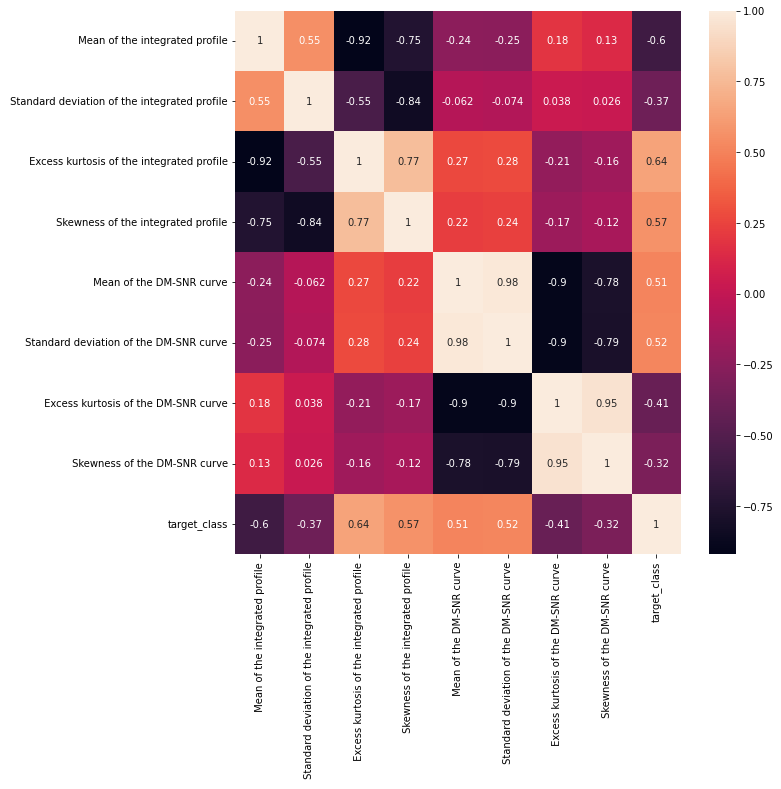 Mean of the integrated profile 1 0.55 -0.92 -0.75 -0.24 -0.25 0.18 0.13 -0.6
Standard deviation of the integrated profile 0.55 1 -0.55 -0.84 -0.062 -0.074 0.038 0.026 -0.37
Excess kurtosis of the integrated profile -0.92 -0.55 1 0.77 0.27 0.28 -0.21 -0.16 0.64
Skewness of the integrated profile -0.75 -0.84 0.77 1 0.22 0.24 -0.17 -0.12 0.57
Mean of the DM-SNR curve -0.24 -0.062 0.27 0.22 1 0.98 -0.9 -0.78 0.51
Standard deviation of the DM-SNR curve -0.25 -0.074 0.28 0.24 0.98 1 -0.9 -0.79 0.52
Excess kurtosis of the DM-SNR curve 0.18 0.038 -0.21 -0.17 -0.9 -0.9 1 0.95 -0.41
Skewness of the DM-SNR curve 0.13 0.026 -0.16 -0.12 -0.78 -0.79 0.95 1 -0.32
target_class -0.6 -0.37 0.64 0.57 0.51 0.52 -0.41 -0.32 1
Mean of the integrated profile
Standard deviation of the integrated profile
Excess kurtosis of the integrated profile
Skewness of the integrated profile
Mean of the DM-SNR curve
Standard deviation of the DM-SNR curve
Excess kurtosis of the DM-SNR curve
Skewness of the DM-SNR curve
target_class
1.00
0.75
0.50
0.25
0.00
−0.25
−0.50
−0.75